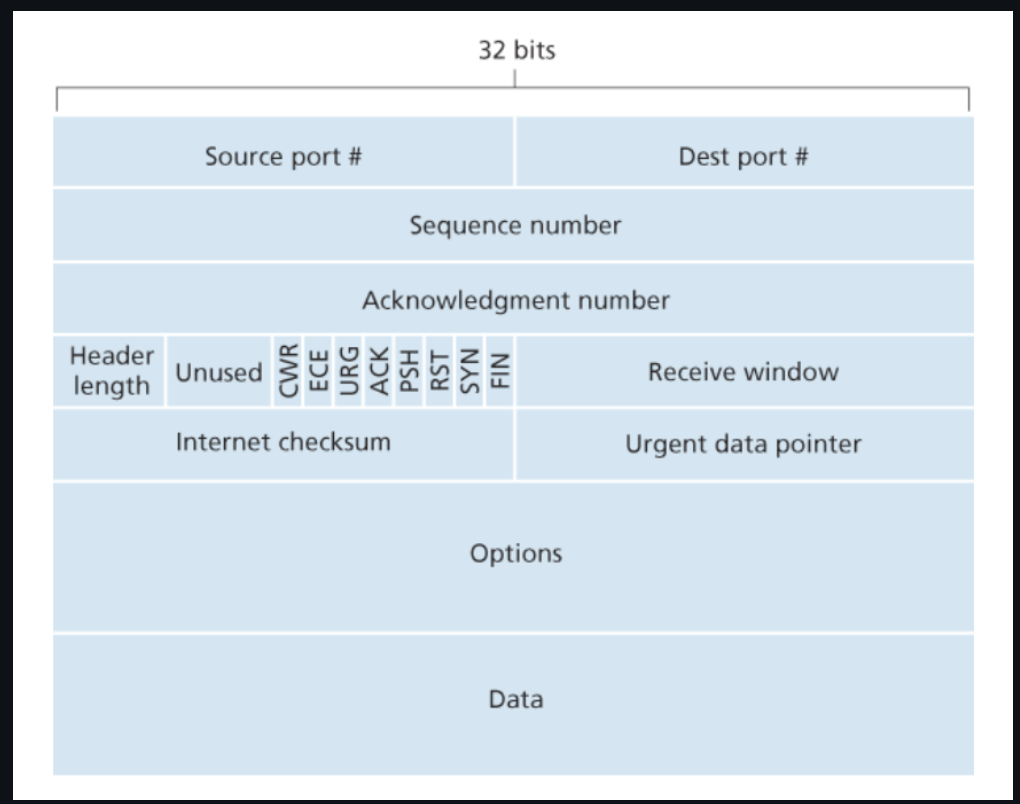 32 bits
Source port #
Dest port #
Sequence number
Acknowledgment number
Header
length
Unused
CWR
ECE
URG
ACK
PSH
RST
SYN
FIN
Receive window
Internet checksum
Urgent data pointer
Options
Data